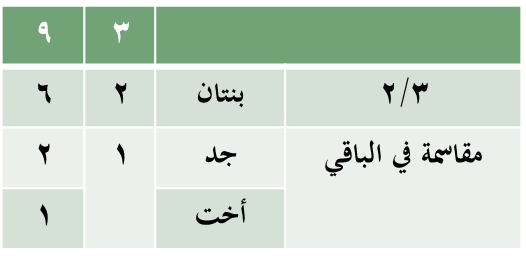 ٣ ٩
٢/٣ بنتان ٢ ٦
مقاسمة في الباقي جد ١ ٢
أخت ١